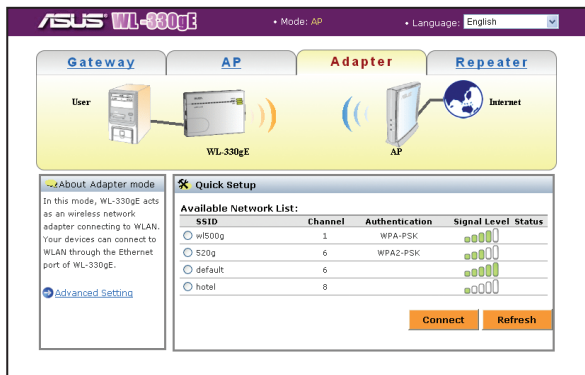 ASUS WL-330gE • Mode: AP • Language: English
Gateway AP Adapter Repeater
User
Internet
WL-330gE
AP
About Adapter mode
In this mode, WL-330gE acts
as an wireless network
adapter connecting to WLAN.
Your devices can connect to
WLAN through the Ethernet
port of WL-330gE.
Advanced Setting
Quick Setup
Available Network List:
SSID Channel Authentication Signal Level Status
wl500g 1 WPA-PSK
520g 6 WPA2-PSK
default 6
hotel 8
Connect Refresh